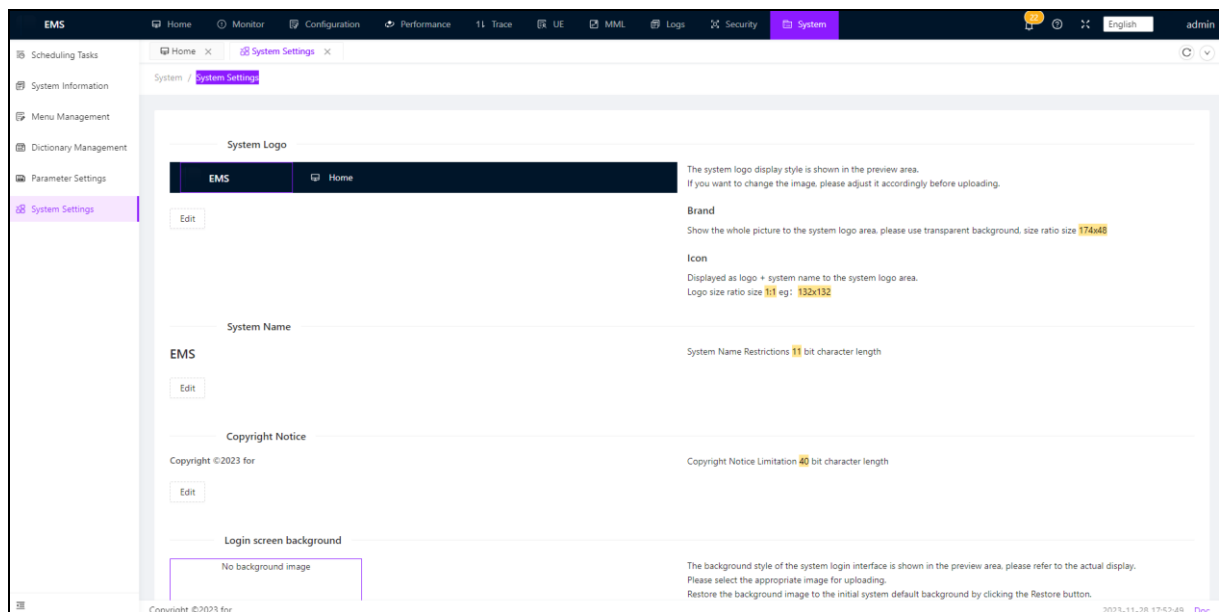 EMS
Home
Monitor
Configuration
Performance
Trace
UE
MML
Logs
Security
System
22
English
admin
Scheduling Tasks
System Information
Menu Management
Dictionary Management
Parameter Settings
System Settings
Home
System Settings
System / System Settings
System Logo
EMS
Home
Edit
The system logo display style is shown in the preview area.
If you want to change the image, please adjust it accordingly before uploading.
Brand
Show the whole picture to the system logo area, please use transparent background, size ratio size 174x48
Icon
Displayed as logo + system name to the system logo area.
Logo size ratio size 1:1 eg: 132x132
System Name
EMS
System Name Restrictions 11 bit character length
Edit
Copyright Notice
Copyright ©2023 for
Copyright Notice Limitation 40 bit character length
Edit
Login screen background
No background image
The background style of the system login interface is shown in the preview area, please refer to the actual display.
Please select the appropriate image for uploading.
Restore the background image to the initial system default background by clicking the Restore button.
Copyright ©2023 for
2023-11-28 17:52:49
Doc